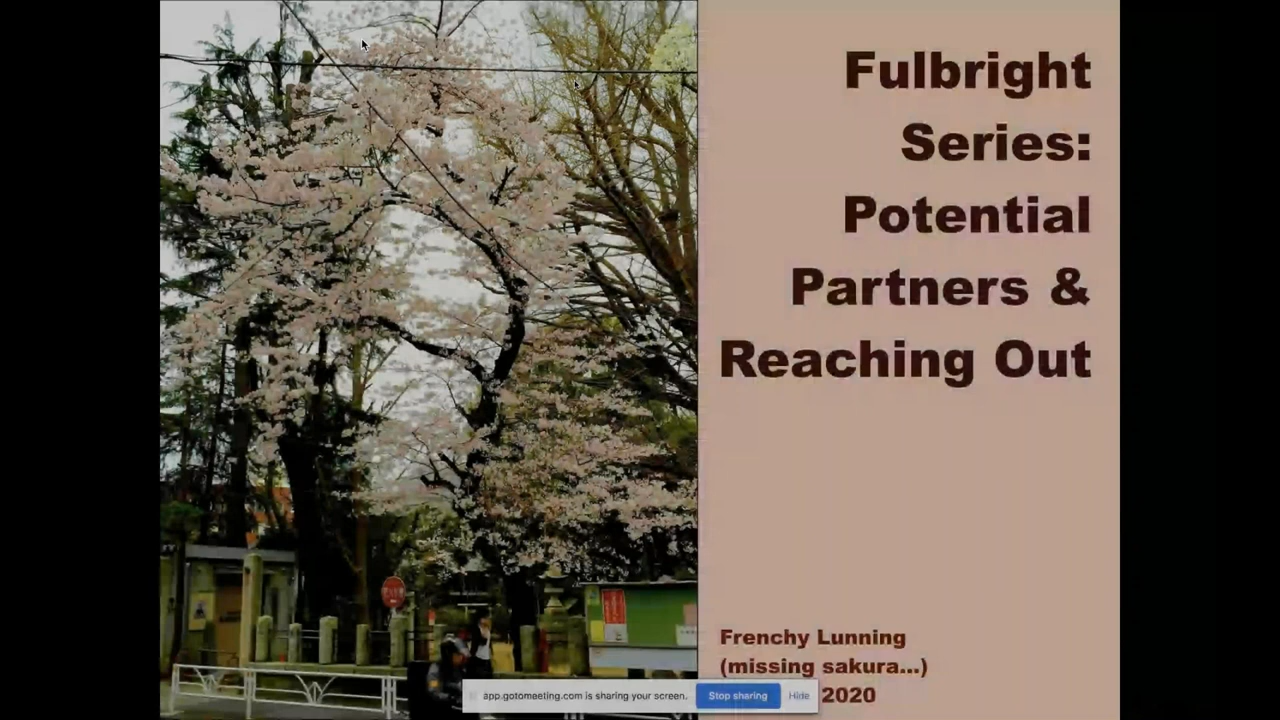 Fulbright
Series:
Potential
Partners &
Reaching Out
Frenchy Lunning
(missing sakura...)
2020
app.gotomeeting.com is sharing your screen.
Stop sharing
Hide